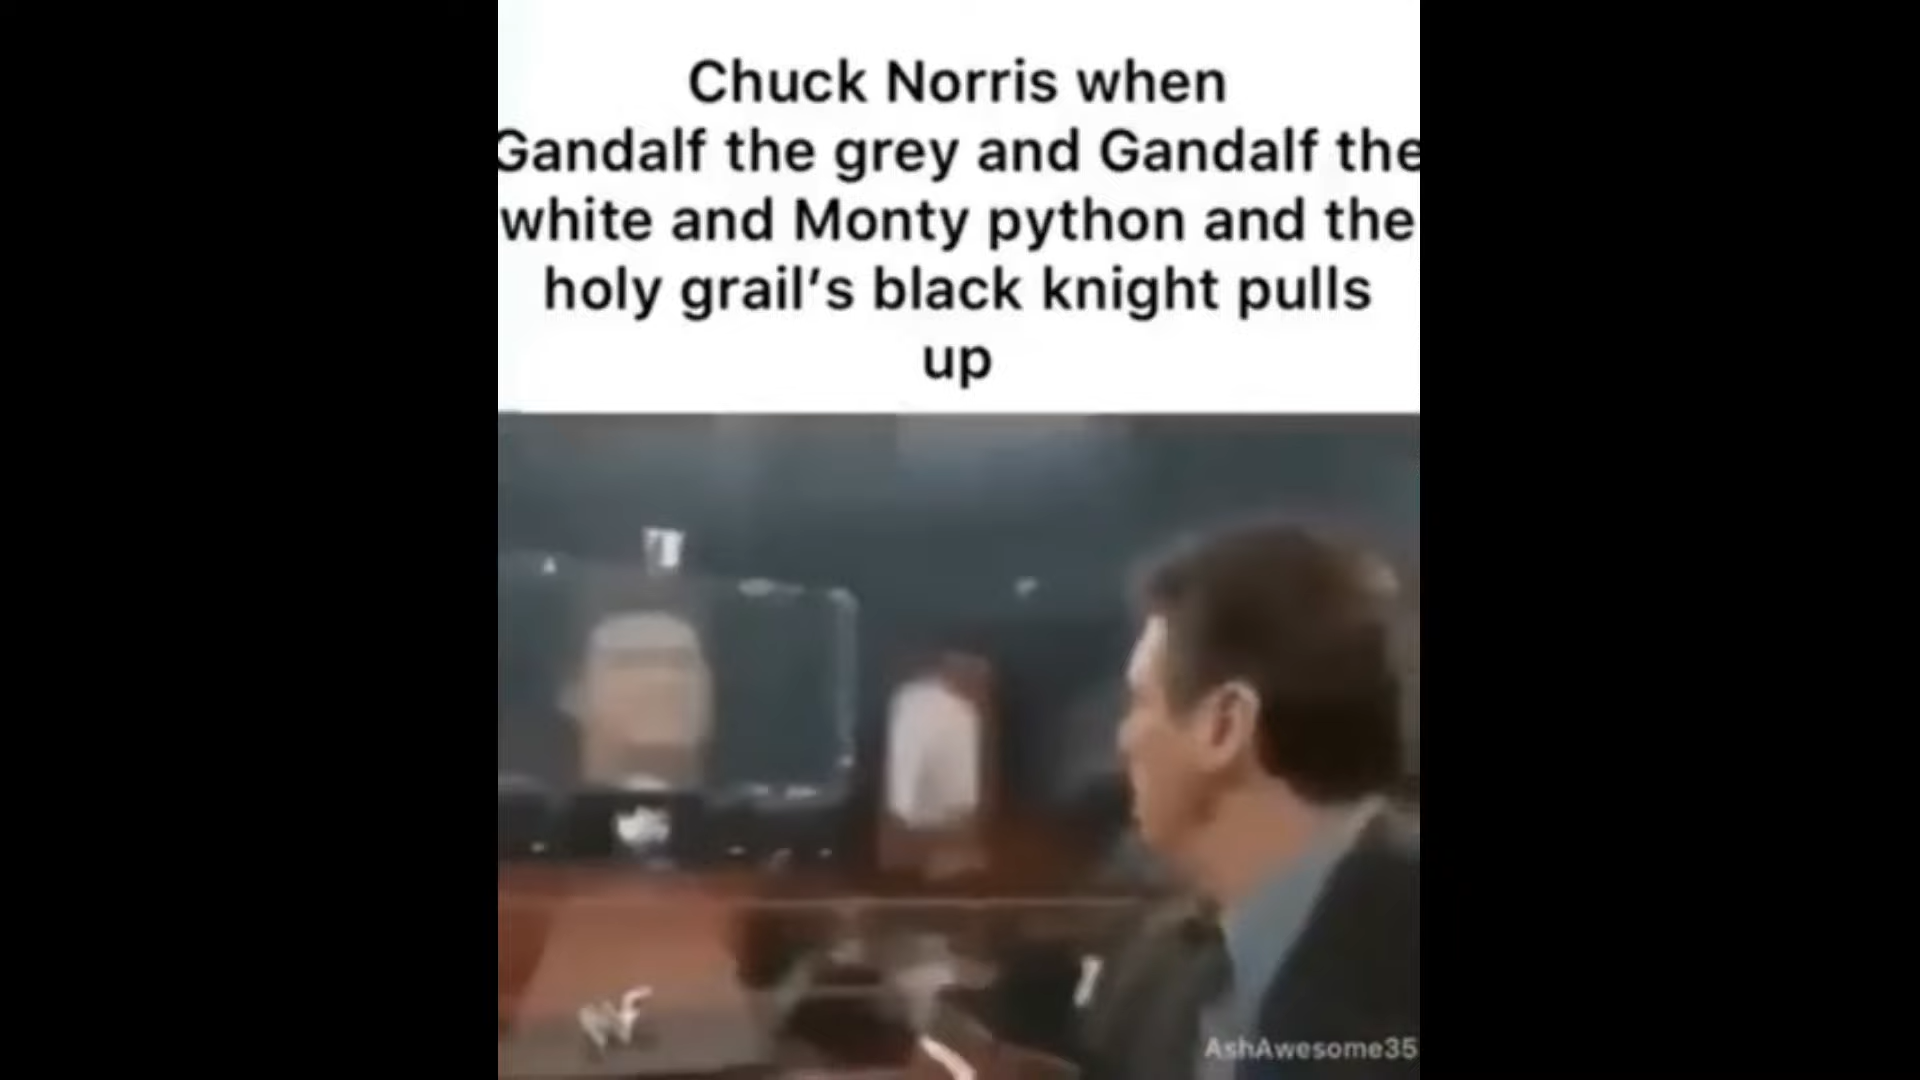 Chuck Norris when
Gandalf the grey and Gandalf the
white and Monty python and the
holy grail’s black knight pulls
up
WF
AshAwesome35